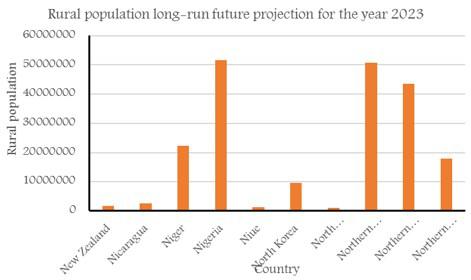 Rural population long-run future projection for the year 2023
60000000
50000000
40000000
30000000
20000000
10000000
0
Rural population
New Zealand
Nicaragua
Niger
Nigeria
Niue
North Korea
North...
Northern...
Northern...
Northern...
Country